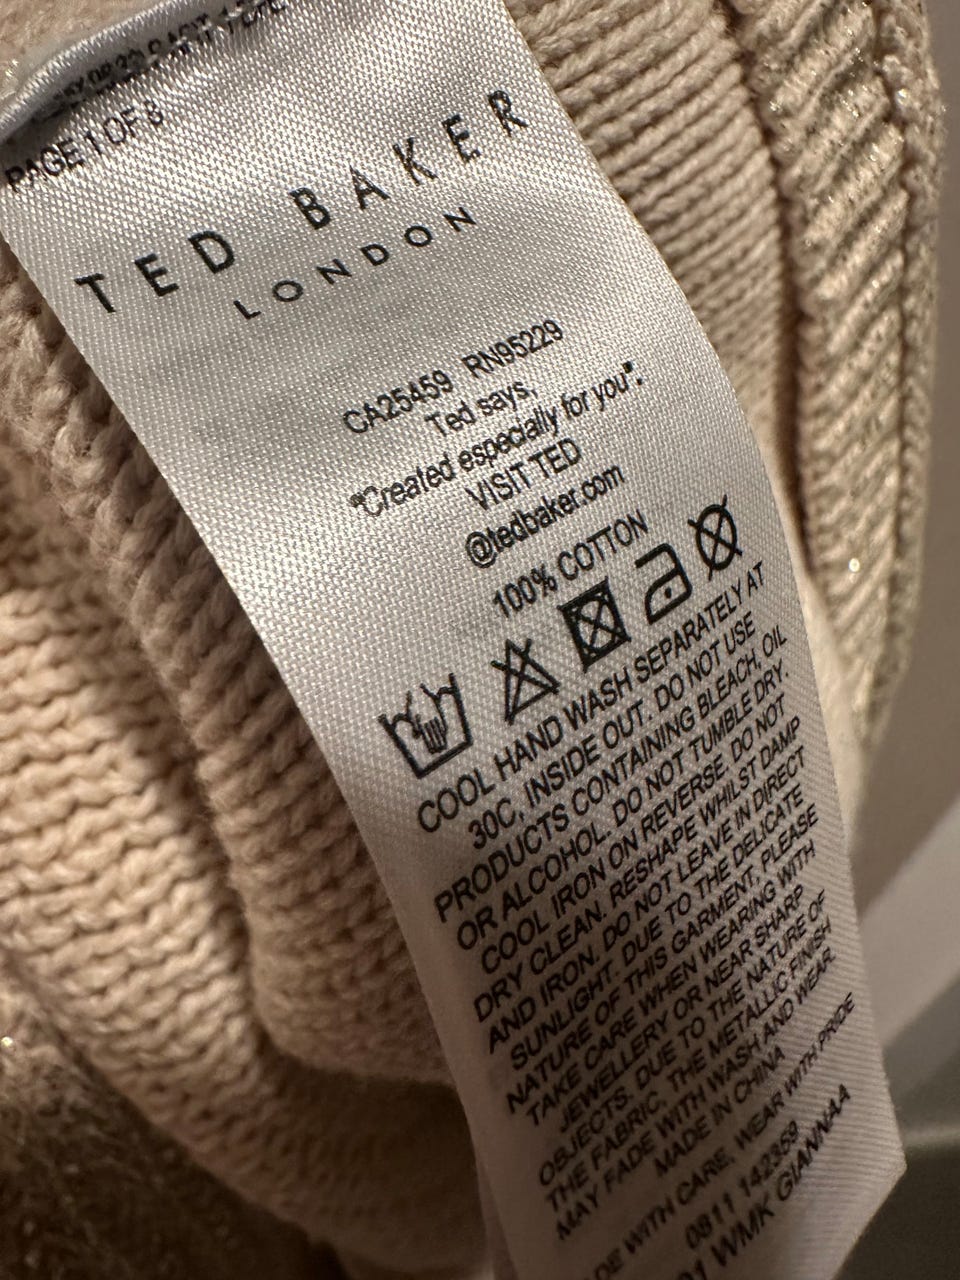 PAGE 1 OF 8
TED BAKER
LONDON
CA25459 RN95229
Ted says,
"Created especially for you".
VISIT TED
@tedbaker.com
100% COTTON
COOL HAND WASH SEPARATELY AT
30C, INSIDE OUT. DO NOT USE
PRODUCTS CONTAINING BLEACH, OIL
OR ALCOHOL. DO NOT TUMBLE DRY.
COOL IRON ON REVERSE. DO NOT
DRY CLEAN. RESHAPE WHILST DAMP
AND IRON. DO NOT LEAVE IN DIRECT
SUNLIGHT. DUE TO THE DELICATE
NATURE OF THIS GARMENT, PLEASE
TAKE CARE WHEN WEARING WITH
JEWELLERY OR NEAR SHARP
OBJECTS. DUE TO THE NATURE OF
THE FABRIC, THE METALLIC FINISH
MAY FADE WITH WASH AND WEAR.
MADE IN CHINA
WITH CARE, WEAR WITH PRIDE
0811 142359
WMK GIANNAA